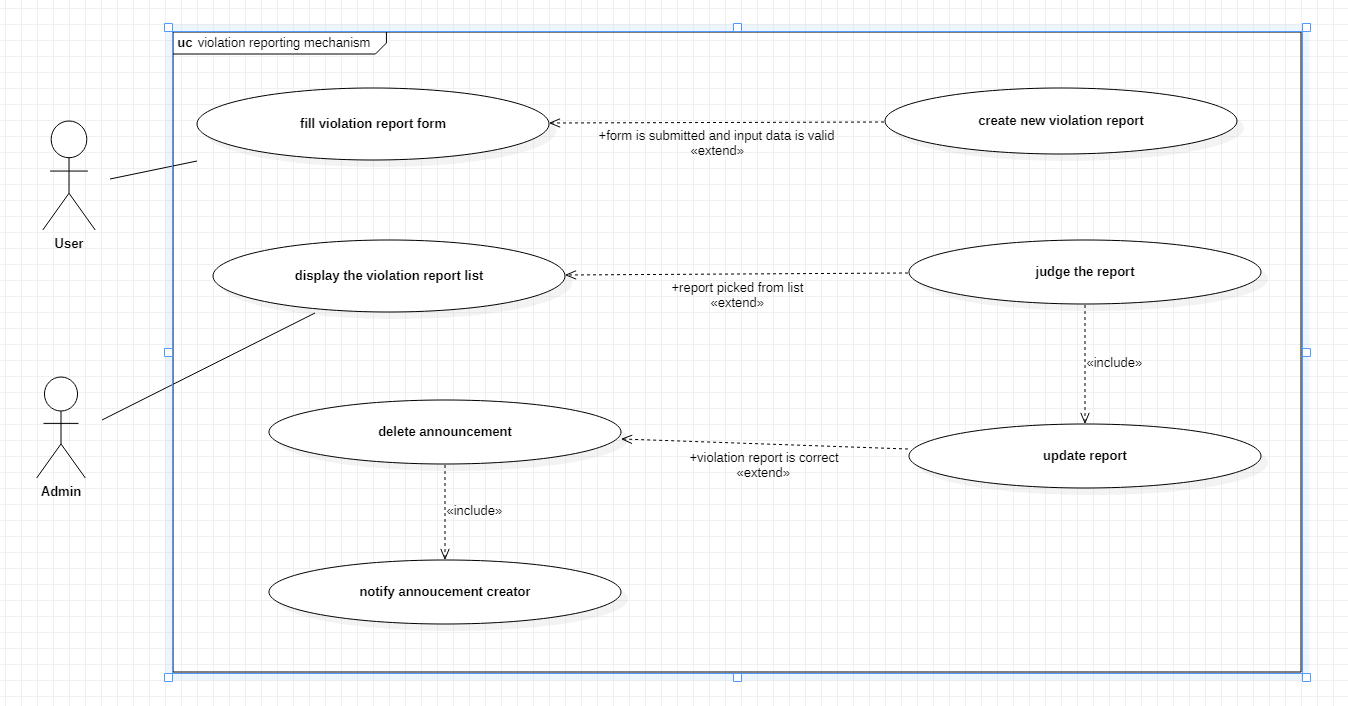 uc violation reporting mechanism
fill violation report form
create new violation report
+form is submitted and input data is valid
«extend»
User
display the violation report list
judge the report
+report picked from list
«extend»
«include»
Admin
delete announcement
update report
+violation report is correct
«extend»
«include»
notify annoucement creator